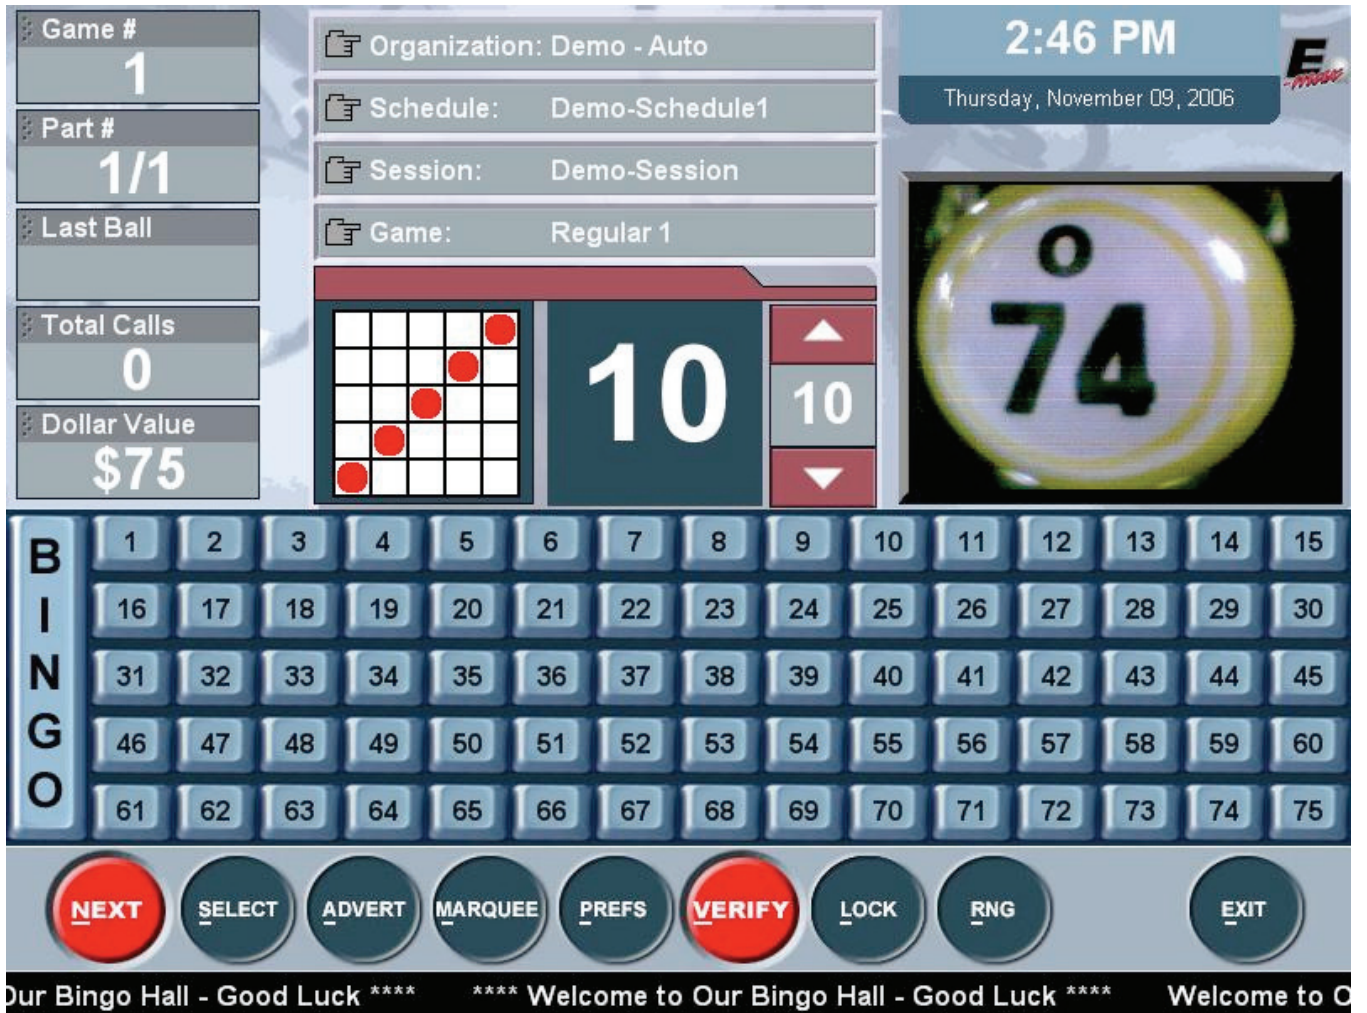 Game #
1
Part #
1/1
Last Ball
Total Calls
0
Dollar Value
$75
Organization: Demo - Auto
Schedule: Demo-Schedule1
Session: Demo-Session
Game: Regular 1
10
10
2:46 PM
Thursday, November 09, 2006
E
-max
O
74
B 1 2 3 4 5 6 7 8 9 10 11 12 13 14 15
I 16 17 18 19 20 21 22 23 24 25 26 27 28 29 30
N 31 32 33 34 35 36 37 38 39 40 41 42 43 44 45
G 46 47 48 49 50 51 52 53 54 55 56 57 58 59 60
O 61 62 63 64 65 66 67 68 69 70 71 72 73 74 75
NEXT SELECT ADVERT MARQUEE PREFS VERIFY LOCK RNG EXIT
Our Bingo Hall - Good Luck **** **** Welcome to Our Bingo Hall - Good Luck **** Welcome to O